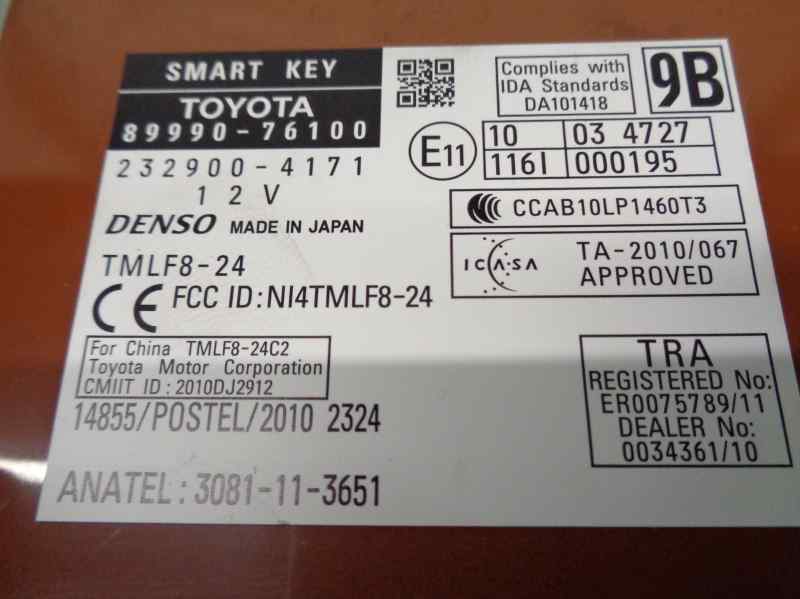 SMART KEY
TOYOTA
89990-76100
232900-4171
12V
DENSO MADE IN JAPAN
TMLF8-24
CE FCC ID:NI4TMLF8-24
For China TMLF8-24C2
Toyota Motor Corporation
CMIIT ID:2010DJ2912
14855/POSTEL/2010 2324
ANATEL:3081-11-3651
Complies with
IDA Standards
DA101418
9B
E11
10 03 4727
116I 000195
CCAB10LP1460T3
ICASA
TA-2010/067
APPROVED
TRA
REGISTERED No:
ER0075789/11
DEALER No:
0034361/10